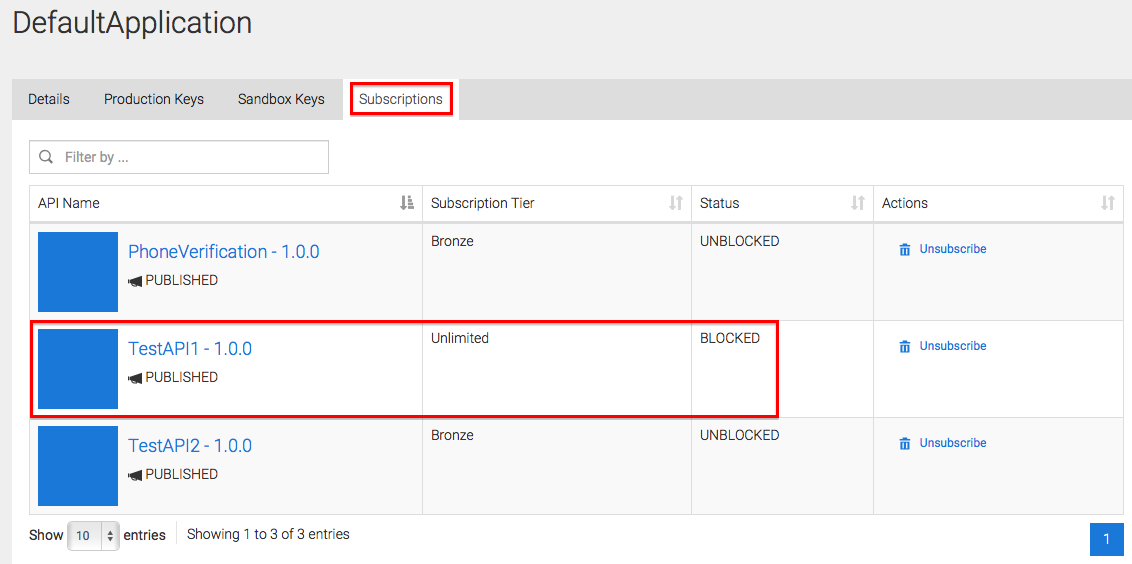 DefaultApplication
Details Production Keys Sandbox Keys Subscriptions
Filter by ...
API Name Subscription Tier Status Actions
PhoneVerification - 1.0.0 Bronze UNBLOCKED Unsubscribe
PUBLISHED
TestAPI1 - 1.0.0 Unlimited BLOCKED Unsubscribe
PUBLISHED
TestAPI2 - 1.0.0 Bronze UNBLOCKED Unsubscribe
PUBLISHED
Show 10 entries Showing 1 to 3 of 3 entries 1